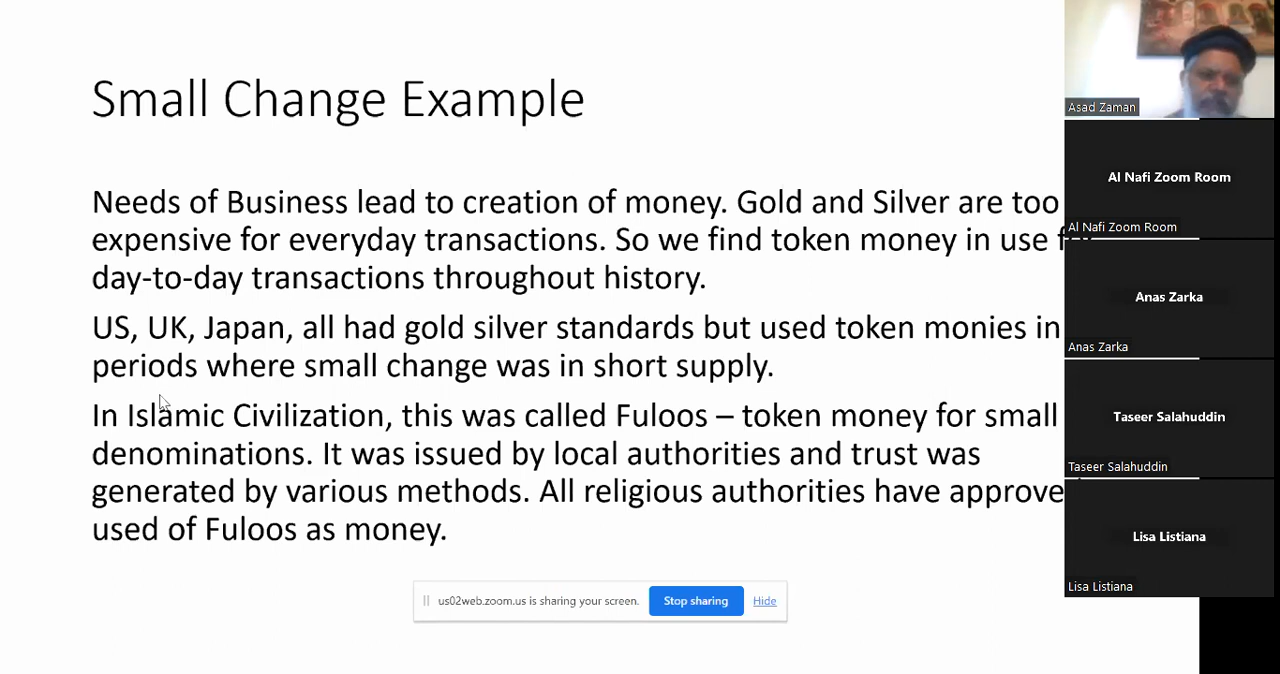 Small Change Example
Needs of Business lead to creation of money. Gold and Silver are too
expensive for everyday transactions. So we find token money in use
day-to-day transactions throughout history.
US, UK, Japan, all had gold silver standards but used token monies in
periods where small change was in short supply.
In Islamic Civilization, this was called Fuloos – token money for small
denominations. It was issued by local authorities and trust was
generated by various methods. All religious authorities have approve
used of Fuloos as money.
us02web.zoom.us is sharing your screen.
Stop sharing
Hide
Asad Zaman
Al Nafi Zoom Room
Al Nafi Zoom Room
Anas Zarka
Anas Zarka
Taseer Salahuddin
Taseer Salahuddin
Lisa Listiana
Lisa Listiana